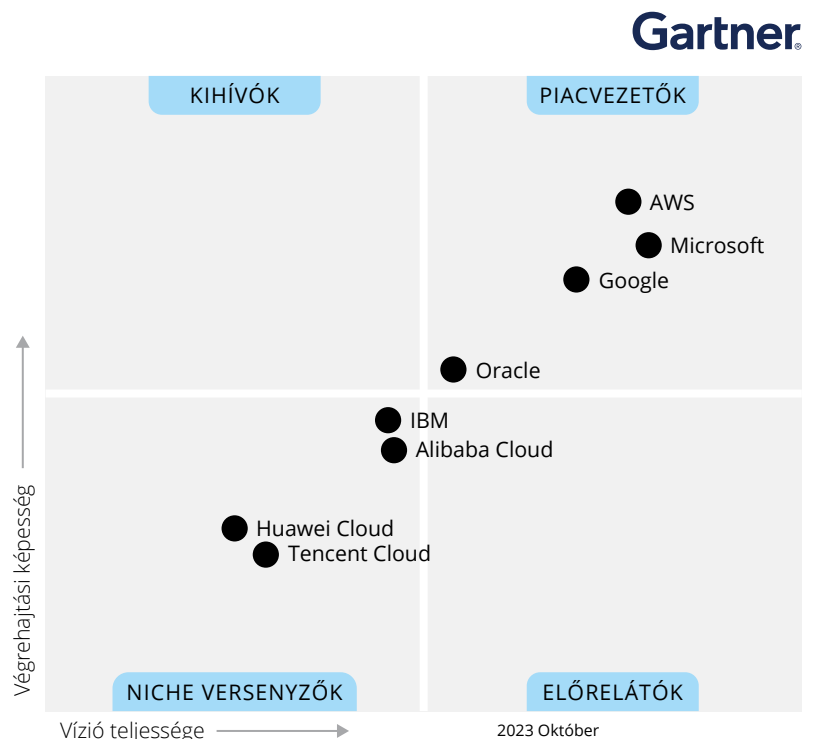 Gartner®
KIHÍVÓK
PIACVEZETŐK
AWS
Microsoft
Google
Oracle
IBM
Alibaba Cloud
Huawei Cloud
Tencent Cloud
Végrehajtási képesség
NICHE VERSENYZŐK
ELŐRELÁTÓK
Vízió teljessége
2023 Október